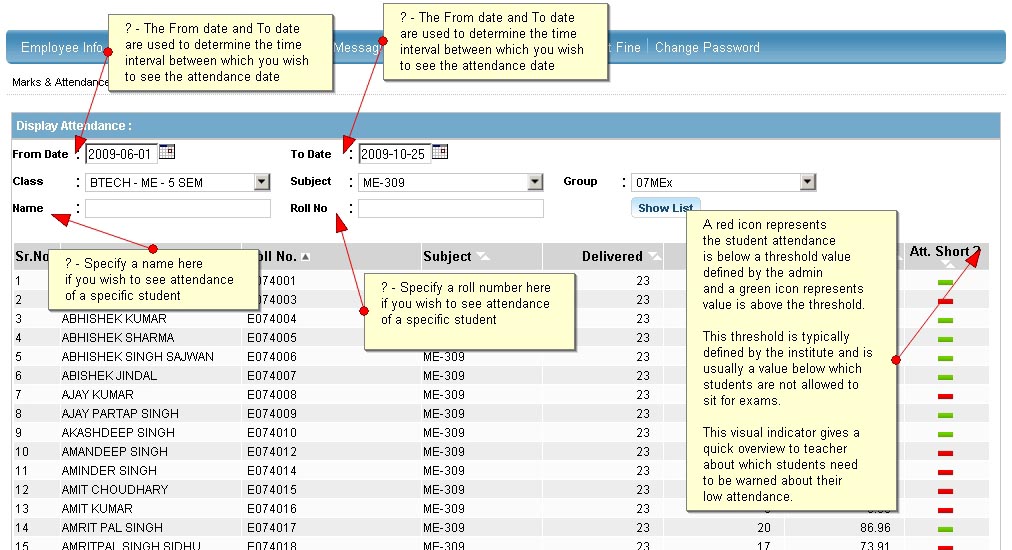 ? - The From date and To date
are used to determine the time
interval between which you wish
to see the attendance date
? - The From date and To date
are used to determine the time
interval between which you wish
to see the attendance date
Employee Info Fine Change Password
Marks & Attendance
Display Attendance :
From Date : 2009-06-01 To Date : 2009-10-25
Class : BTECH - ME - 5 SEM Subject : ME-309 Group : 07MEx
Name : Roll No : Show List
? - Specify a name here
if you wish to see attendance
of a specific student
? - Specify a roll number here
if you wish to see attendance
of a specific student
A red icon represents
the student attendance
is below a threshold value
defined by the admin
and a green icon represents
value is above the threshold.
This threshold is typically
defined by the institute and is
usually a value below which
students are not allowed to
sit for exams.
This visual indicator gives a
quick overview to teacher
about which students need
to be warned about their
low attendance.
Sr.No Roll No. Subject Delivered Att. Short ?
1 074001 23
2 074003 23
3 ABHISHEK KUMAR E074004 23
4 ABHISHEK SHARMA E074005 23
5 ABHISHEK SINGH SAJWAN E074006 ME-309 23
6 ABISHEK JINDAL E074007 ME-309 23
7 AJAY KUMAR E074008 ME-309 23
8 AJAY PARTAP SINGH E074009 ME-309 23
9 AKASHDEEP SINGH E074010 ME-309 23
10 AMANDEEP SINGH E074012 ME-309 23
11 AMINDER SINGH E074014 ME-309 23
12 AMIT CHOUDHARY E074015 ME-309 23
13 AMIT KUMAR E074016 ME-309 23
14 AMRIT PAL SINGH E074017 ME-309 23 20 86.96
15 AMRITPAL SINGH SIDHU E074018 ME-309 23 17 73.91